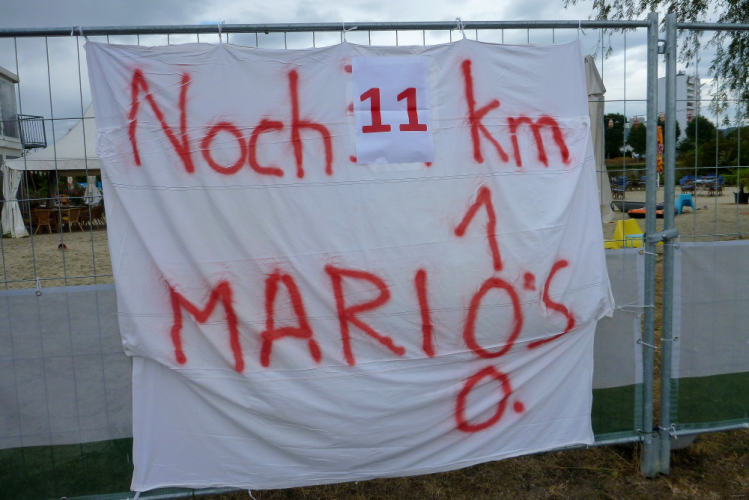 Noch 11 km
1
MARIO'S
0.